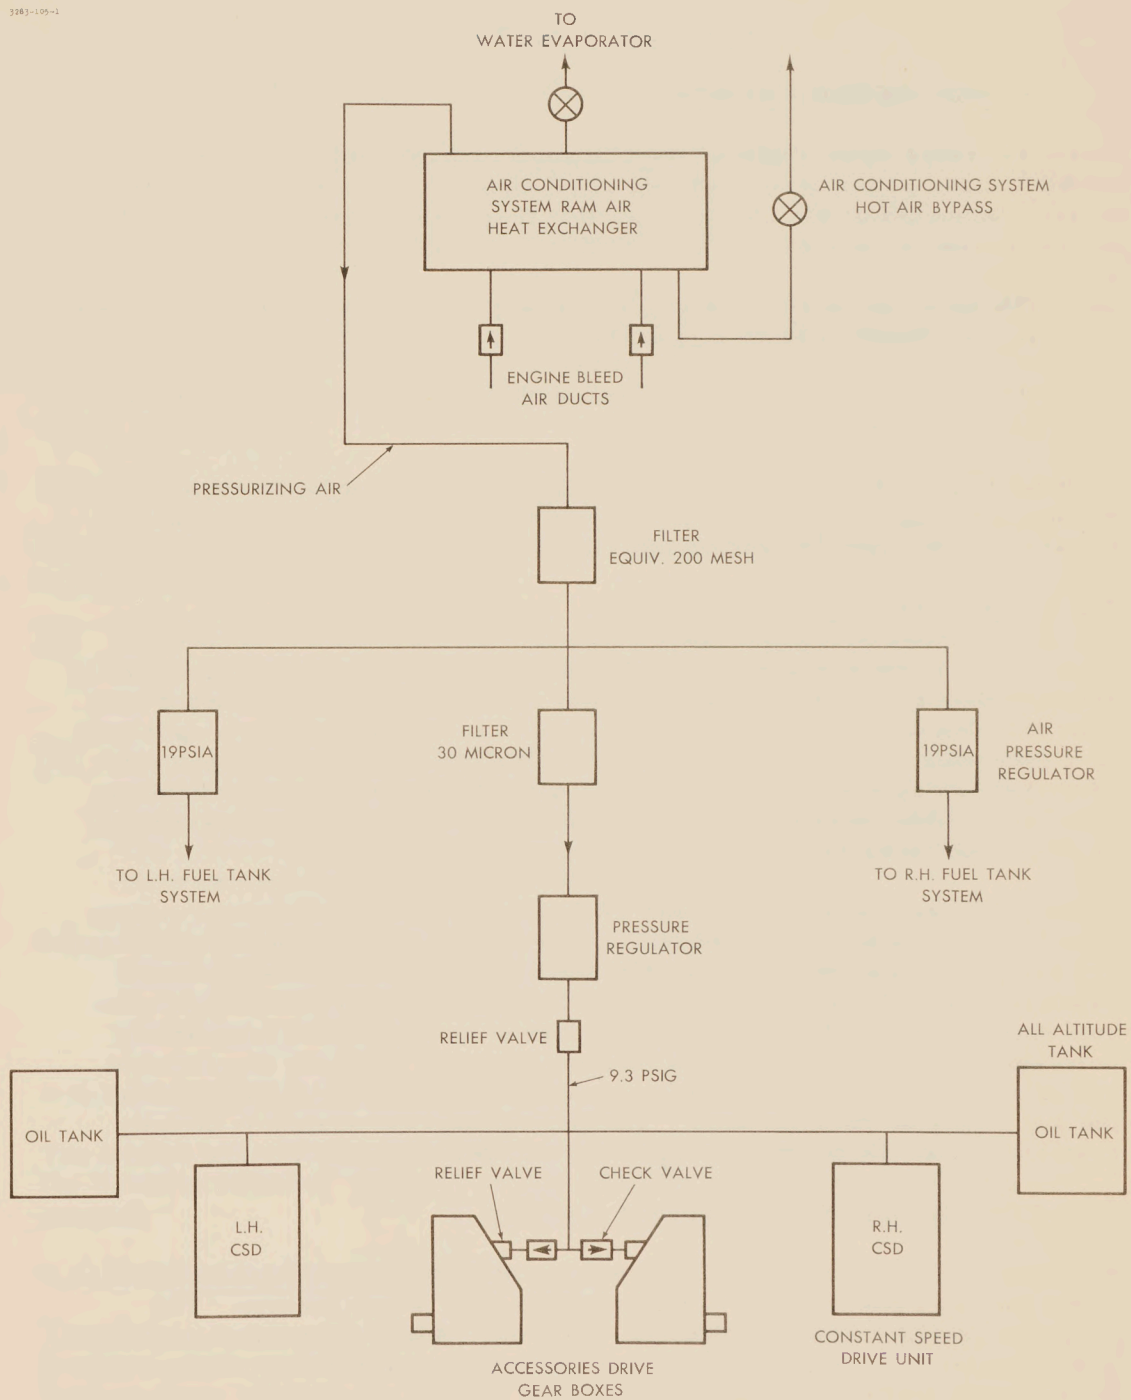 3283-105-1
TO
WATER EVAPORATOR
AIR CONDITIONING
SYSTEM RAM AIR
HEAT EXCHANGER
AIR CONDITIONING SYSTEM
HOT AIR BYPASS
ENGINE BLEED
AIR DUCTS
PRESSURIZING AIR
FILTER
EQUIV. 200 MESH
19PSIA
FILTER
30 MICRON
19PSIA
AIR
PRESSURE
REGULATOR
TO L.H. FUEL TANK
SYSTEM
TO R.H. FUEL TANK
SYSTEM
PRESSURE
REGULATOR
RELIEF VALVE
9.3 PSIG
ALL ALTITUDE
TANK
OIL TANK
OIL TANK
RELIEF VALVE
CHECK VALVE
L.H.
CSD
R.H.
CSD
CONSTANT SPEED
DRIVE UNIT
ACCESSORIES DRIVE
GEAR BOXES